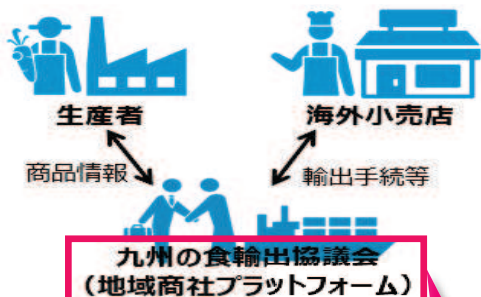 生産者
海外小売店
商品情報
輸出手続等
九州の食輸出協議会
（地域商社プラットフォーム）